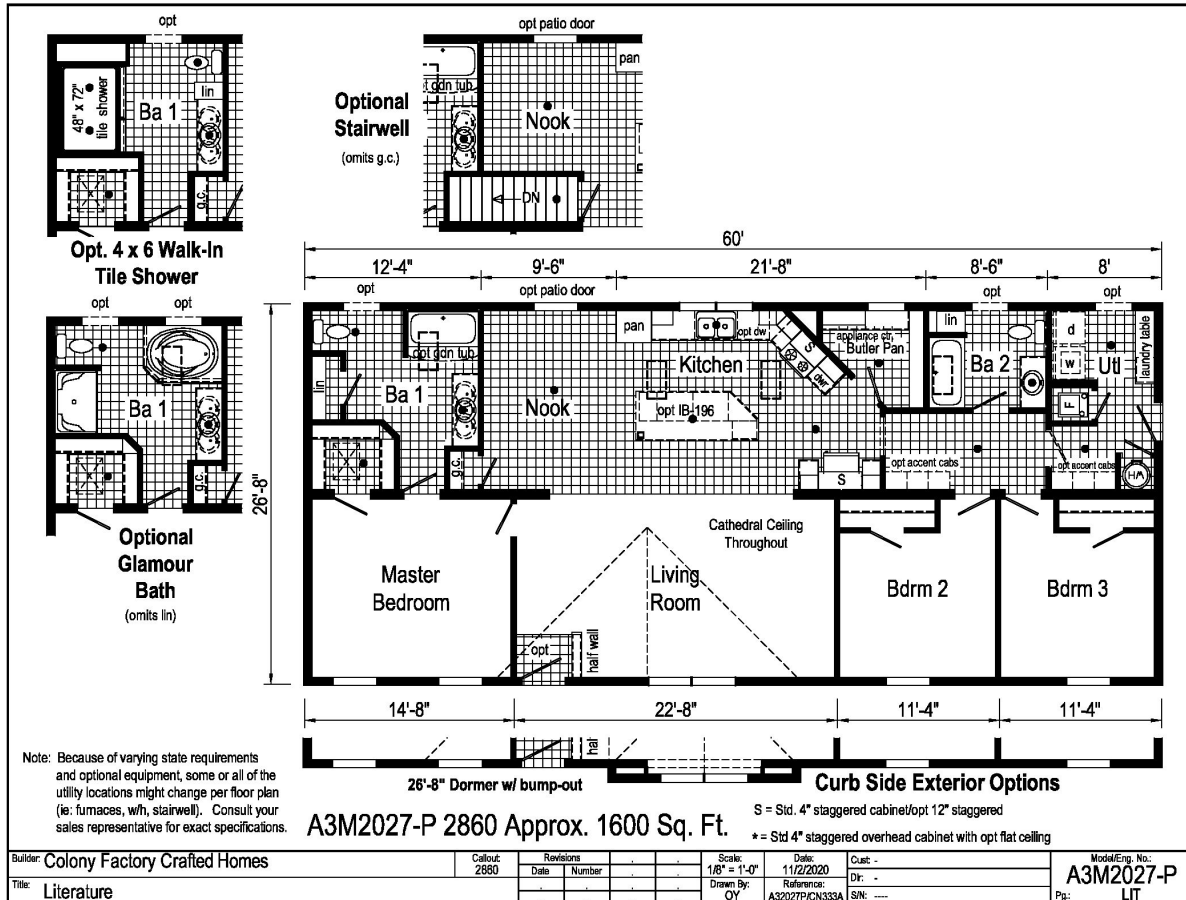 opt
48" x 72"
tile shower
Ba 1
lin
g.c.
Opt. 4 x 6 Walk-In
Tile Shower
Optional
Stairwell
(omits g.c.)
opt patio door
pan
gdn tub
Nook
DN
opt
opt
Ba 1
g.c.
Optional
Glamour
Bath
(omits lin)
60'
12'-4"
9'-6"
21'-8"
8'-6"
8'
opt
opt patio door
opt
opt
26'-8"
lin
opt gdn tub
Ba 1
g.c.
Nook
pan
opt dw
Kitchen
opt IB-196
S
dwr
appliance ctr.
Butler Pan
S
lin
Ba 2
d
w
Utl
laundry table
F
opt accent cabs
opt accent cabs
HW
Master
Bedroom
Cathedral Ceiling
Throughout
Living
Room
opt
half wall
Bdrm 2
Bdrm 3
14'-8"
22'-8"
11'-4"
11'-4"
half
26'-8" Dormer w/ bump-out
Curb Side Exterior Options
Note: Because of varying state requirements
and optional equipment, some or all of the
utility locations might change per floor plan
(ie: furnaces, w/h, stairwell). Consult your
sales representative for exact specifications.
A3M2027-P 2860 Approx. 1600 Sq. Ft.
S = Std. 4" staggered cabinet/opt 12" staggered
* = Std 4" staggered overhead cabinet with opt flat ceiling
Builder: Colony Factory Crafted Homes
Title: Literature
Callout:
2860
Revisions
Date Number
Scale:
1/8" = 1'-0"
Drawn By:
OY
Date:
11/2/2020
Reference:
A32027P/CN333A
Cust: -
Dir: -
S/N: ----
Model/Eng. No.:
A3M2027-P
Pg.: LIT